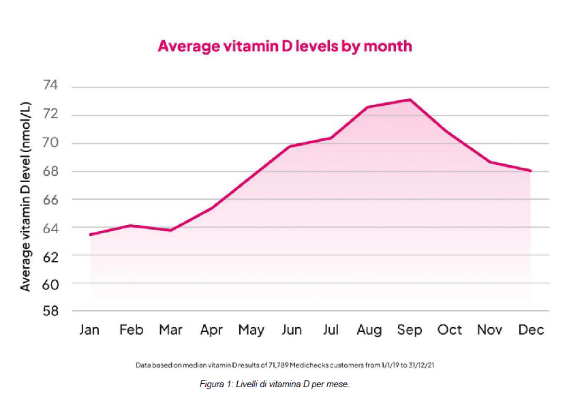 Average vitamin D levels by month
Average vitamin D level (nmol/L)
74
72
70
68
66
64
62
60
58
Jan Feb Mar Apr May Jun Jul Aug Sep Oct Nov Dec
Data based on median vitamin D results of 71,789 Medichecks customers from 1/1/19 to 31/12/21
Figura 1: Livelli di vitamina D per mese.